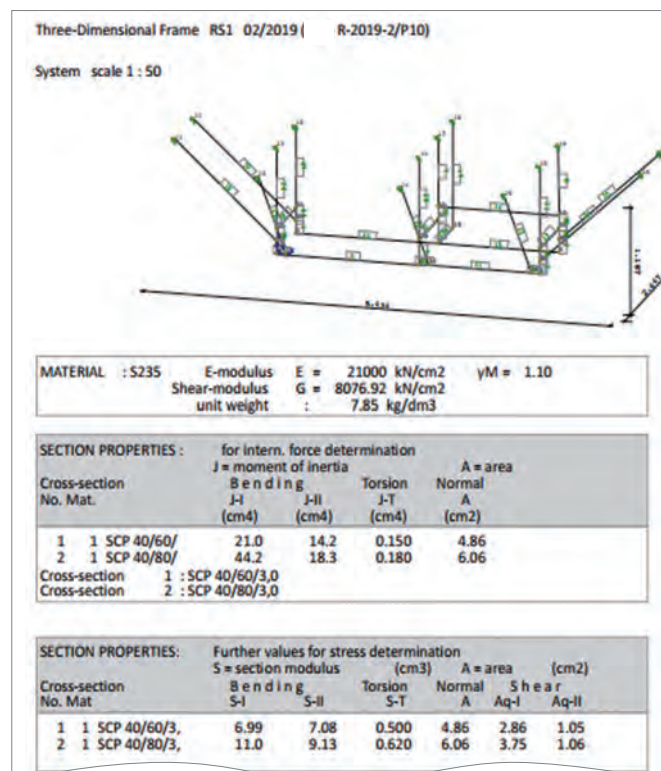 Three-Dimensional Frame RS1 02/2019 ( R-2019-2/P10)
System scale 1 : 50
MATERIAL : S235 E-modulus E = 21000 kN/cm2 yM = 1.10
Shear-modulus G = 8076.92 kN/cm2
unit weight : 7.85 kg/dm3
SECTION PROPERTIES : for intern. force determination
J = moment of inertia A = area
Cross-section B e n d i n g Torsion Normal
No. Mat. J-I J-II J-T A
(cm4) (cm4) (cm4) (cm2)
1 1 SCP 40/60/ 21.0 14.2 0.150 4.86
2 1 SCP 40/80/ 44.2 18.3 0.180 6.06
Cross-section 1 : SCP 40/60/3,0
Cross-section 2 : SCP 40/80/3,0
SECTION PROPERTIES: Further values for stress determination
S = section modulus (cm3) A = area (cm2)
Cross-section B e n d i n g Torsion Normal S h e a r
No. Mat S-I S-II S-T A Aq-I Aq-II
1 1 SCP 40/60/3, 6.99 7.08 0.500 4.86 2.86 1.05
2 1 SCP 40/80/3, 11.0 9.13 0.620 6.06 3.75 1.06